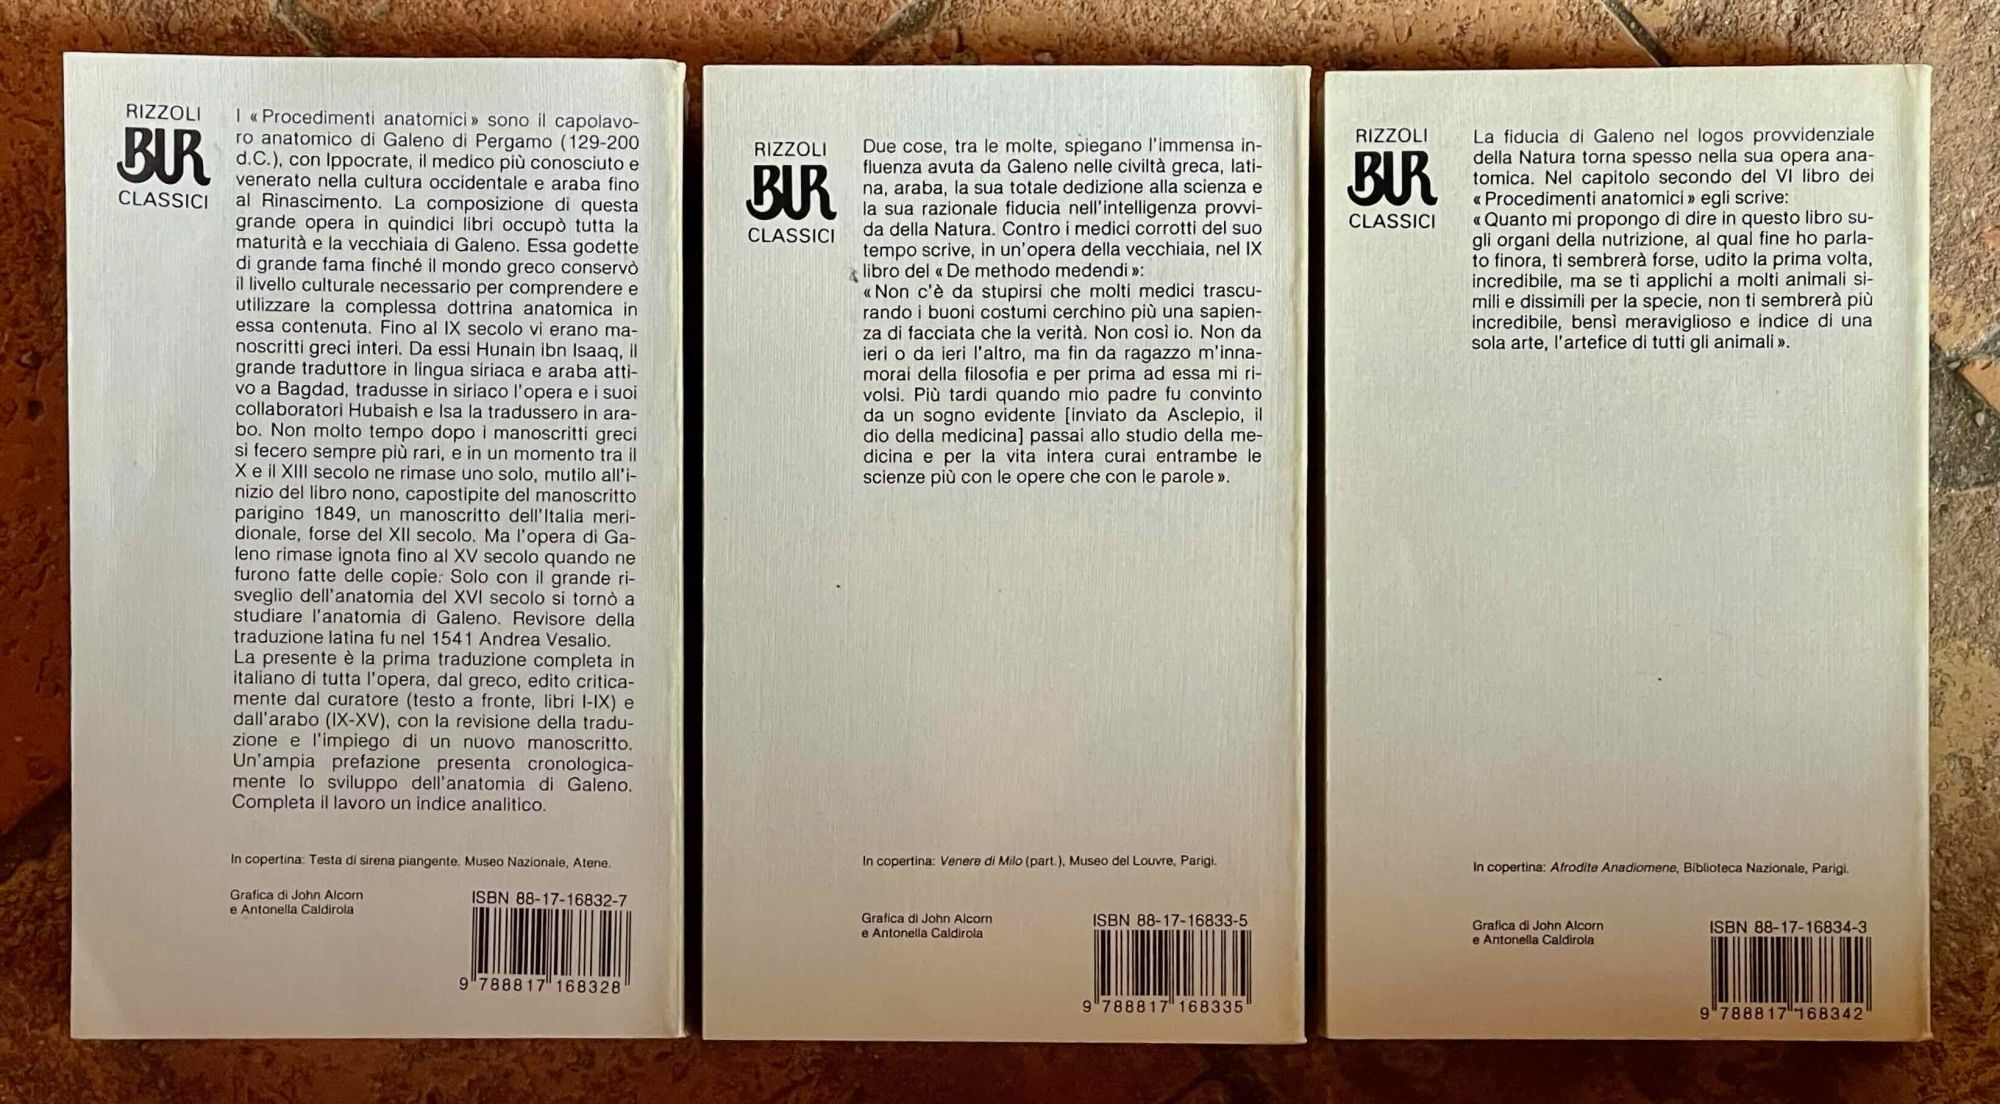 RIZZOLI
BUR
CLASSICI
I «Procedimenti anatomici» sono il capolavo-
ro anatomico di Galeno di Pergamo (129-200
d.C.), con Ippocrate, il medico più conosciuto e
venerato nella cultura occidentale e araba fino
al Rinascimento. La composizione di questa
grande opera in quindici libri occupò tutta la
maturità e la vecchiaia di Galeno. Essa godette
di grande fama finché il mondo greco conservò
il livello culturale necessario per comprendere e
utilizzare la complessa dottrina anatomica in
essa contenuta. Fino al IX secolo vi erano ma-
noscritti greci interi. Da essi Hunain ibn Isaaq, il
grande traduttore in lingua siriaca e araba atti-
vo a Bagdad, tradusse in siriaco l'opera e i suoi
collaboratori Hubaish e Isa la tradussero in ara-
bo. Non molto tempo dopo i manoscritti greci
si fecero sempre più rari, e in un momento tra il
X e il XIII secolo ne rimase uno solo, mutilo all'i-
nizio del libro nono, capostipite del manoscritto
parigino 1849, un manoscritto dell'Italia meri-
dionale, forse del XII secolo. Ma l'opera di Ga-
leno rimase ignota fino al XV secolo quando ne
furono fatte delle copie. Solo con il grande ri-
sveglio dell'anatomia del XVI secolo si tornò a
studiare l'anatomia di Galeno. Revisore della
traduzione latina fu nel 1541 Andrea Vesalio.
La presente è la prima traduzione completa in
italiano di tutta l'opera, dal greco, edito critica-
mente dal curatore (testo a fronte, libri I-IX) e
dall'arabo (IX-XV), con la revisione della tradu-
zione e l'impiego di un nuovo manoscritto.
Un'ampia prefazione presenta cronologica-
mente lo sviluppo dell'anatomia di Galeno.
Completa il lavoro un indice analitico.
In copertina: Testa di sirena piangente. Museo Nazionale, Atene.
Grafica di John Alcorn
e Antonella Caldirola
ISBN 88-17-16832-7
9 788817 168328
RIZZOLI
BUR
CLASSICI
Due cose, tra le molte, spiegano l'immensa in-
fluenza avuta da Galeno nelle civiltà greca, lati-
na, araba, la sua totale dedizione alla scienza e
la sua razionale fiducia nell'intelligenza provvi-
da della Natura. Contro i medici corrotti del suo
tempo scrive, in un'opera della vecchiaia, nel IX
libro del «De methodo medendi»:
«Non c'è da stupirsi che molti medici trascu-
rando i buoni costumi cerchino più una sapien-
za di facciata che la verità. Non così io. Non da
ieri o da ieri l'altro, ma fin da ragazzo m'inna-
morai della filosofia e per prima ad essa mi ri-
volsi. Più tardi quando mio padre fu convinto
da un sogno evidente [inviato da Asclepio, il
dio della medicina] passai allo studio della me-
dicina e per la vita intera curai entrambe le
scienze più con le opere che con le parole».
In copertina: Venere di Milo (part.), Museo del Louvre, Parigi.
Grafica di John Alcorn
e Antonella Caldirola
ISBN 88-17-16833-5
9 788817 168335
RIZZOLI
BUR
CLASSICI
La fiducia di Galeno nel logos provvidenziale
della Natura torna spesso nella sua opera ana-
tomica. Nel capitolo secondo del VI libro dei
«Procedimenti anatomici» egli scrive:
«Quanto mi propongo di dire in questo libro su-
gli organi della nutrizione, al qual fine ho parla-
to finora, ti sembrerà forse, udito la prima volta,
incredibile, ma se ti applichi a molti animali si-
mili e dissimili per la specie, non ti sembrerà più
incredibile, bensì meraviglioso e indice di una
sola arte, l'artefice di tutti gli animali».
In copertina: Afrodite Anadiomene, Biblioteca Nazionale, Parigi.
Grafica di John Alcorn
e Antonella Caldirola
ISBN 88-17-16834-3
9 788817 168342